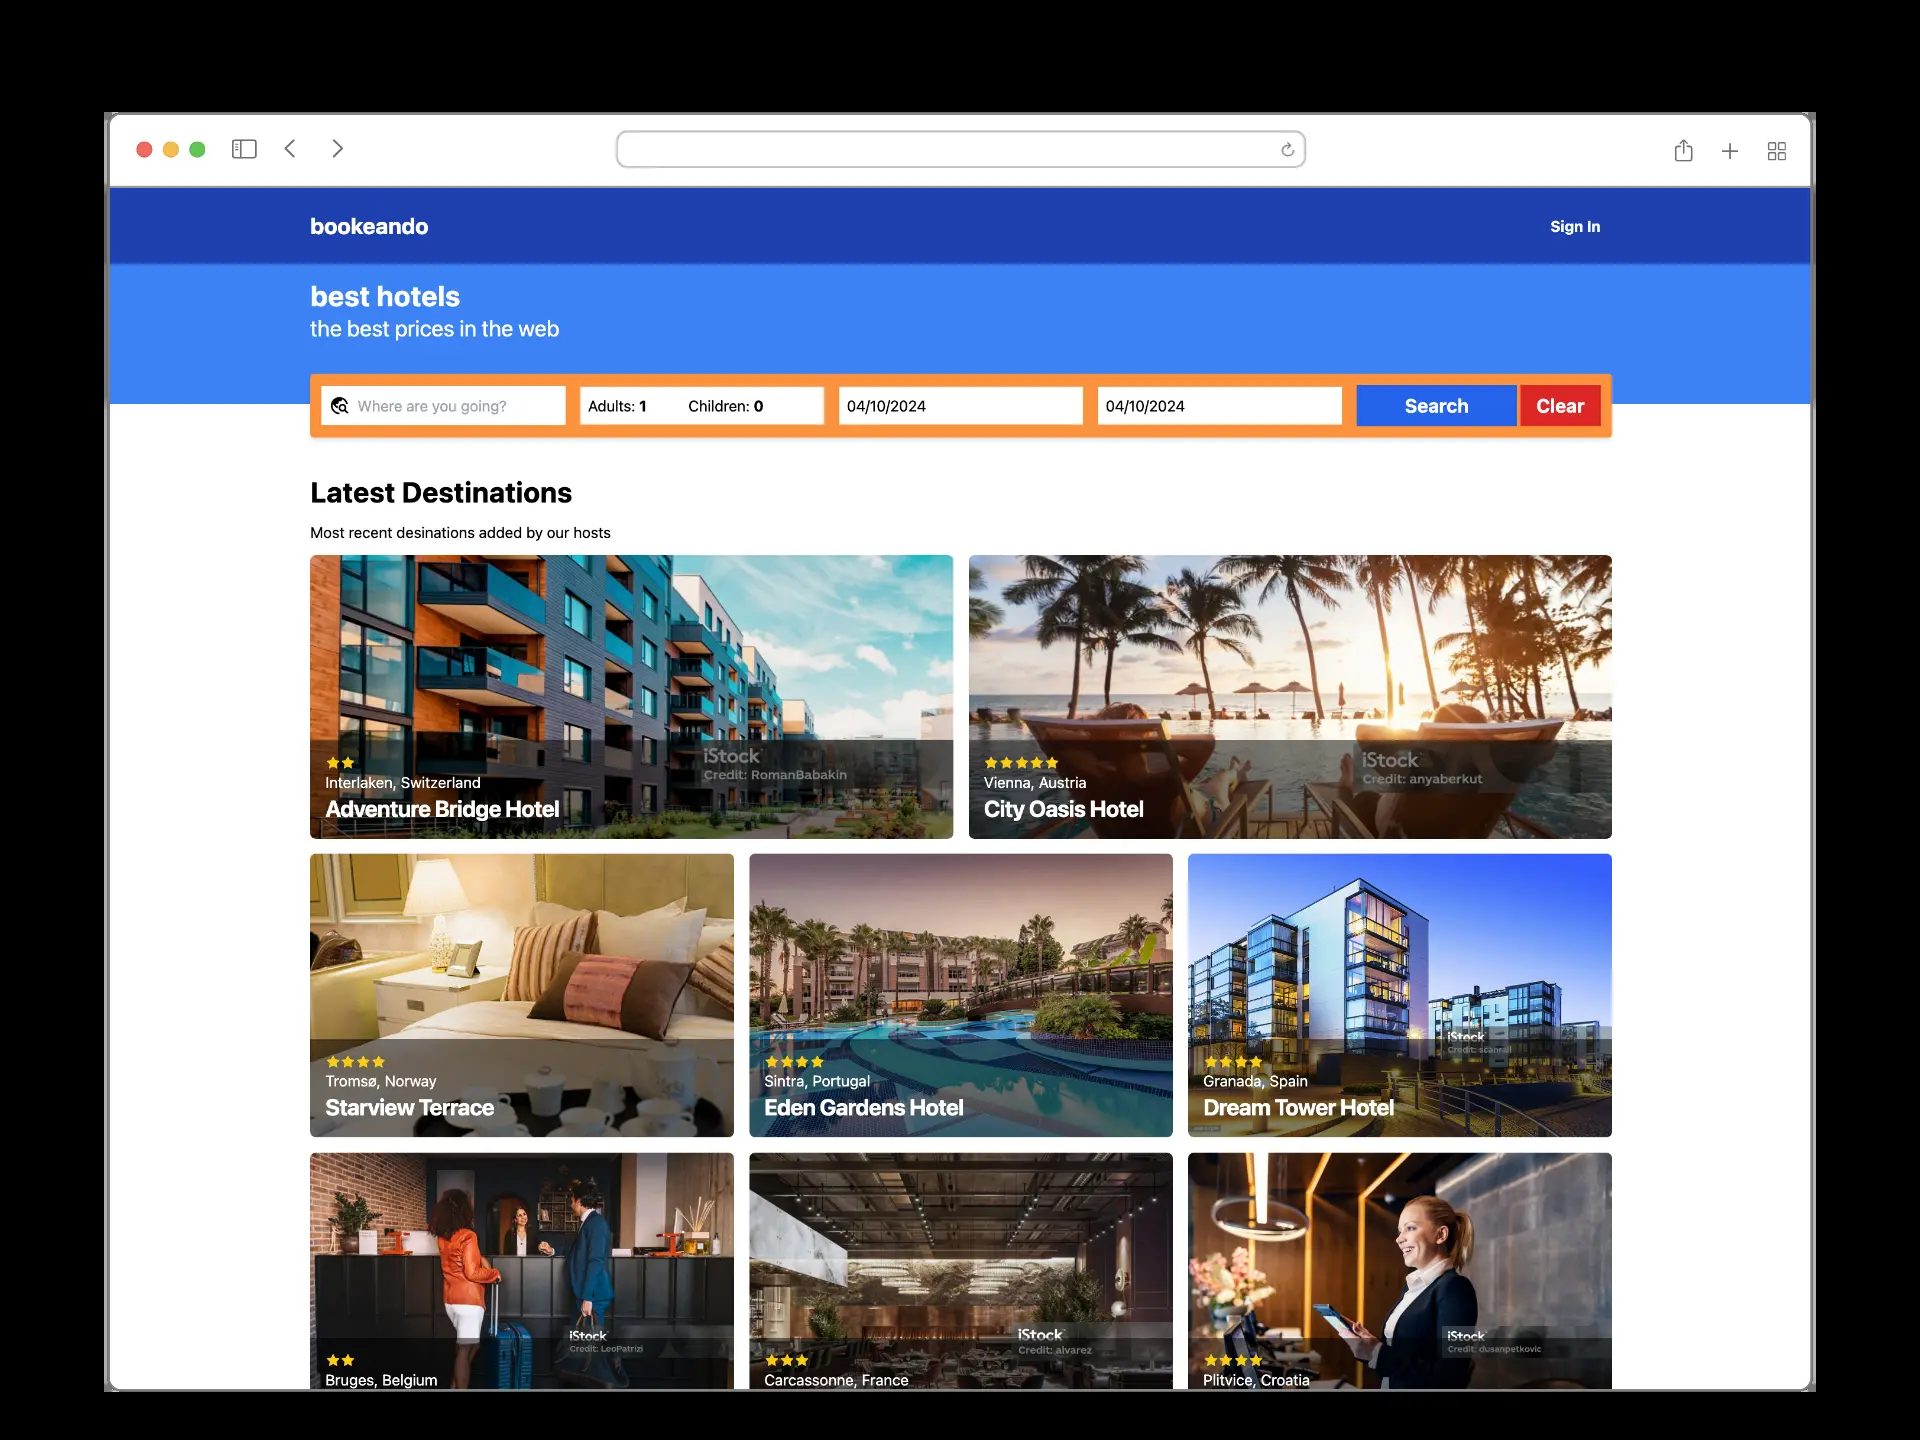 bookeando
Sign In
best hotels
the best prices in the web
Where are you going?
Adults: 1 Children: 0
04/10/2024
04/10/2024
Search
Clear
Latest Destinations
Most recent desinations added by our hosts
iStock
Credit: RomanBabakin
Interlaken, Switzerland
Adventure Bridge Hotel
iStock
Credit: anyaberkut
Vienna, Austria
City Oasis Hotel
Tromsø, Norway
Starview Terrace
Sintra, Portugal
Eden Gardens Hotel
iStock
Credit: scanrail
Granada, Spain
Dream Tower Hotel
iStock
Credit: LeoPatrizi
Bruges, Belgium
iStock
Credit: alvarez
Carcassonne, France
iStock
Credit: dusanpetkovic
Plitvice, Croatia